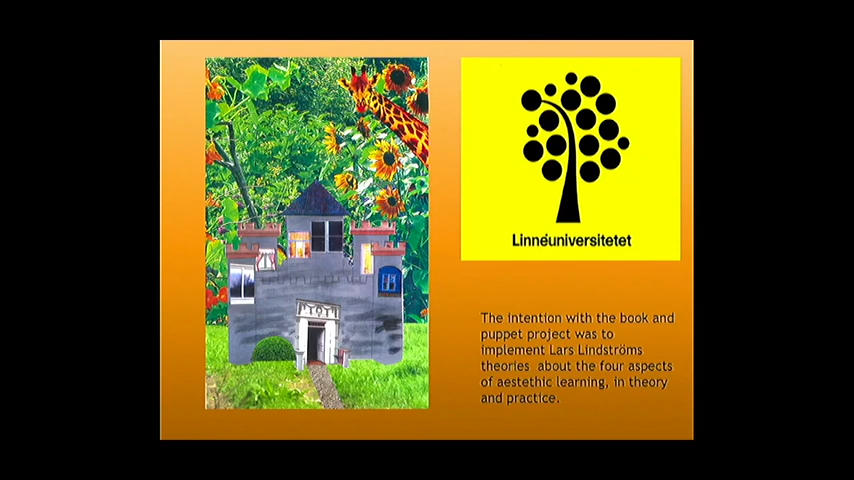 Linnéuniversitetet
The intention with the book and
puppet project was to
implement Lars Lindströms
theories about the four aspects
of aestethic learning, in theory
and practice.